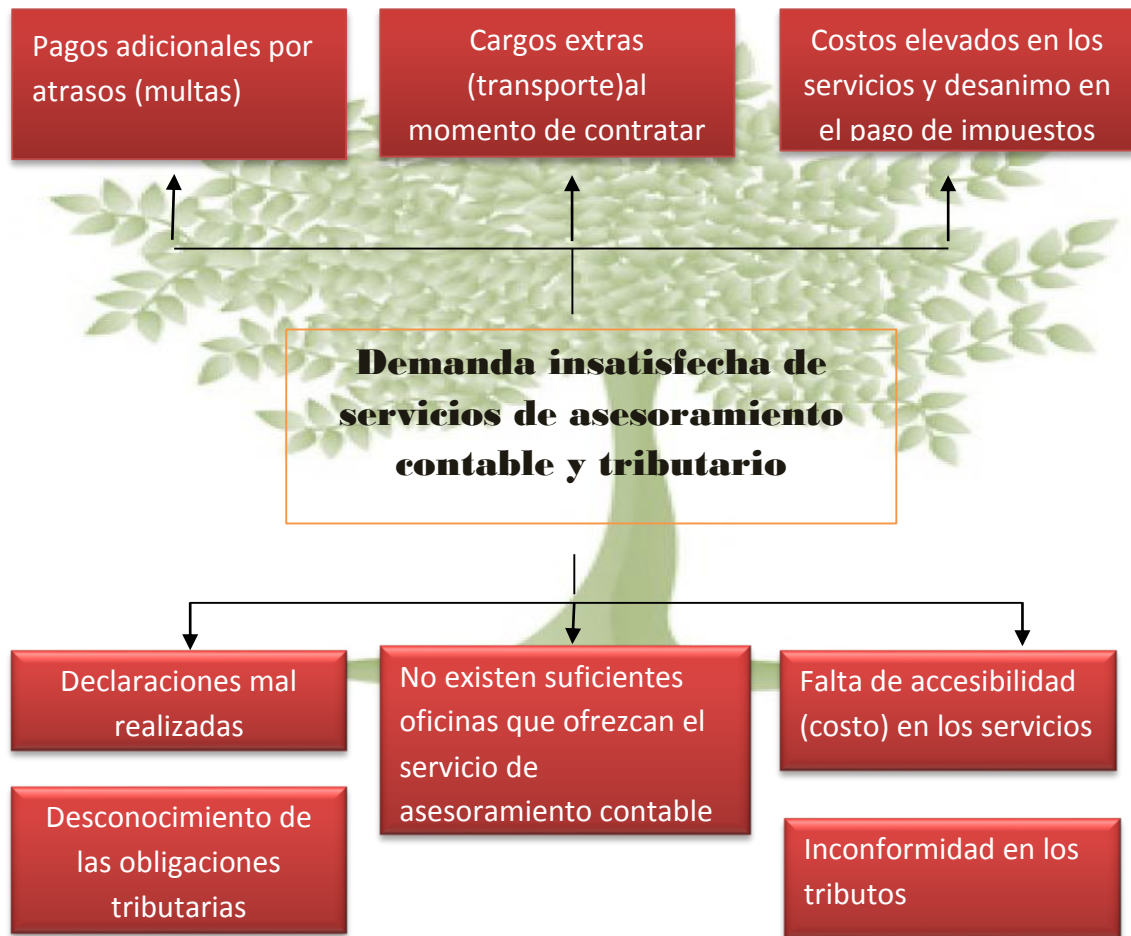 Pagos adicionales por
atrasos (multas)
Cargos extras
(transporte)al
momento de contratar
Costos elevados en los
servicios y desanimo en
el pago de impuestos
Demanda insatisfecha de
servicios de asesoramiento
contable y tributario
Declaraciones mal
realizadas
No existen suficientes
oficinas que ofrezcan el
servicio de
asesoramiento contable
Falta de accesibilidad
(costo) en los servicios
Desconocimiento de
las obligaciones
tributarias
Inconformidad en los
tributos